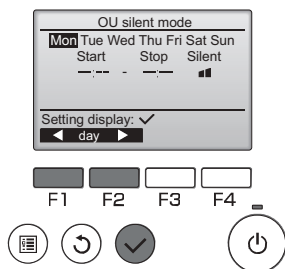 OU silent mode
Mon Tue Wed Thu Fri Sat Sun
Start Stop Silent
--:-- - --:--
Setting display: ✓
◀ day ▶
F1 F2 F3 F4